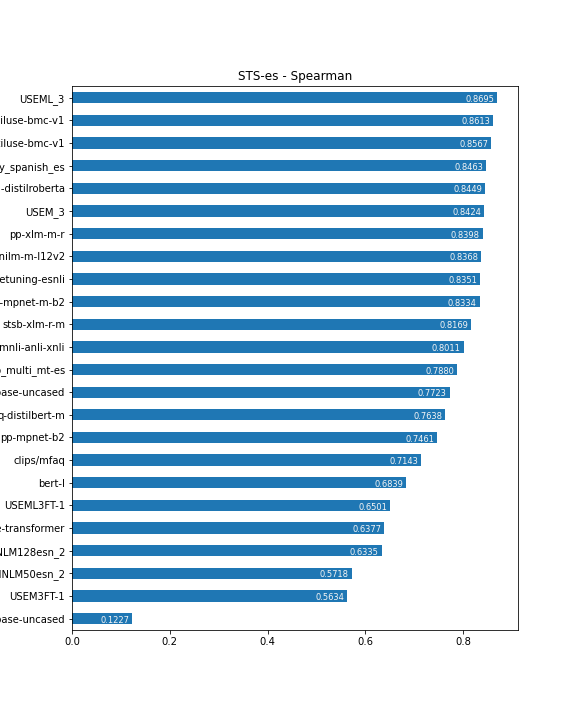 STS-es - Spearman
USEML_3 0.8695
iluse-bmc-v1 0.8613
iluse-bmc-v1 0.8567
y_spanish_es 0.8463
-distilroberta 0.8449
USEM_3 0.8424
pp-xlm-m-r 0.8398
nilm-m-l12v2 0.8368
etuning-esnli 0.8351
-mpnet-m-b2 0.8334
stsb-xlm-r-m 0.8169
mnli-anli-xnli 0.8011
_multi_mt-es 0.7880
base-uncased 0.7723
q-distilbert-m 0.7638
pp-mpnet-b2 0.7461
clips/mfaq 0.7143
bert-l 0.6839
USEML3FT-1 0.6501
e-transformer 0.6377
NLM128esn_2 0.6335
NLM50esn_2 0.5718
USEM3FT-1 0.5634
base-uncased 0.1227
0.0 0.2 0.4 0.6 0.8